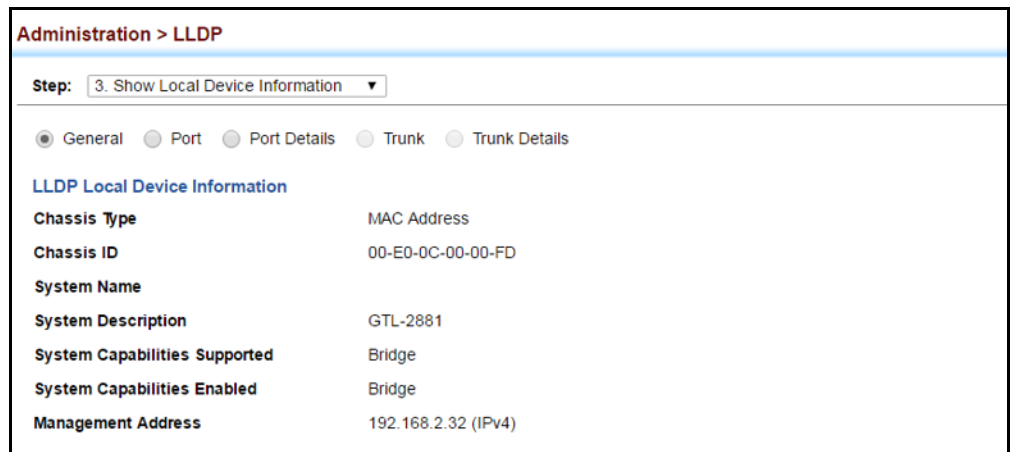 Administration > LLDP
Step: 3. Show Local Device Information
General Port Port Details Trunk Trunk Details
LLDP Local Device Information
Chassis Type MAC Address
Chassis ID 00-E0-0C-00-00-FD
System Name
System Description GTL-2881
System Capabilities Supported Bridge
System Capabilities Enabled Bridge
Management Address 192.168.2.32 (IPv4)